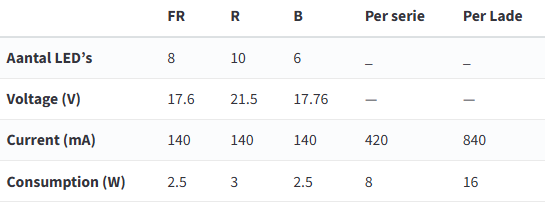 FR R B Per serie Per Lade
Aantal LED’s 8 10 6 _ _
Voltage (V) 17.6 21.5 17.76 — —
Current (mA) 140 140 140 420 840
Consumption (W) 2.5 3 2.5 8 16